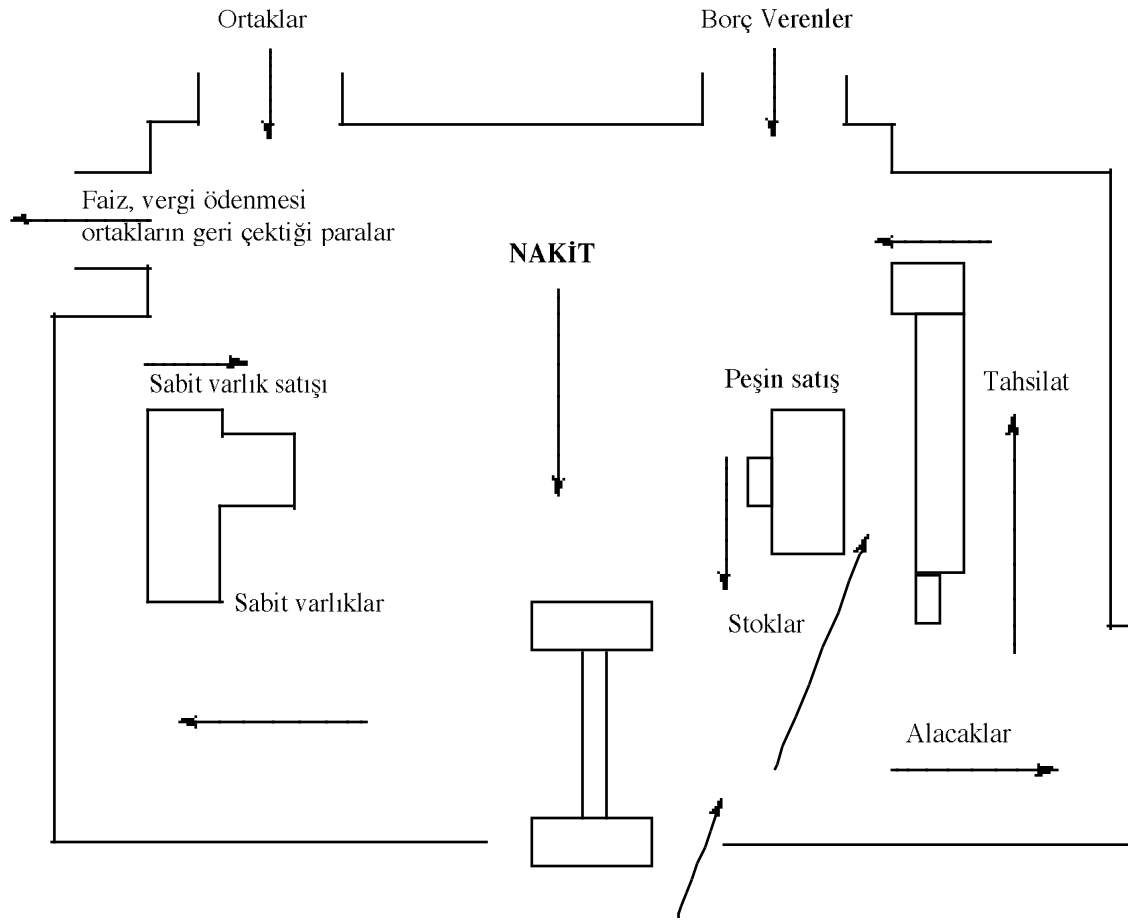 Ortaklar
Borç Verenler
Faiz, vergi ödenmesi
ortakların geri çektiği paralar
NAKİT
Sabit varlık satışı
Peşin satış
Tahsilat
Sabit varlıklar
Stoklar
Alacaklar